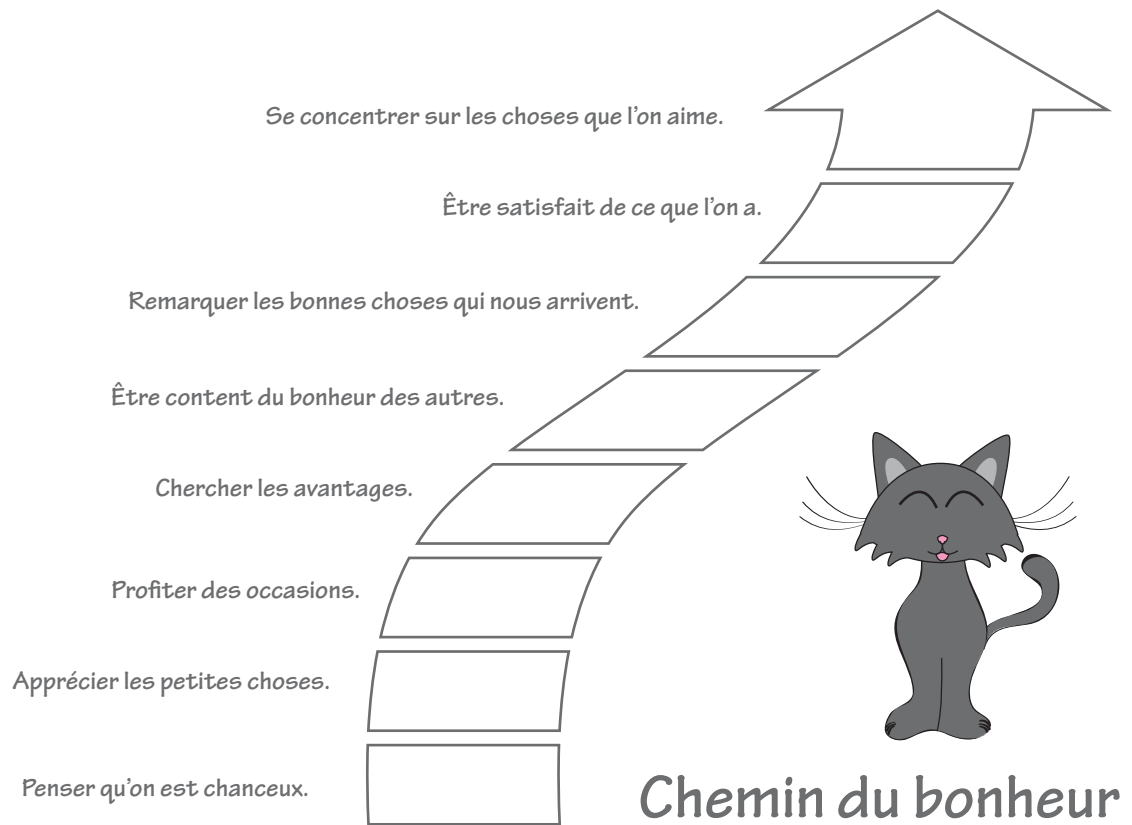 Se concentrer sur les choses que l'on aime.
Être satisfait de ce que l'on a.
Remarquer les bonnes choses qui nous arrivent.
Être content du bonheur des autres.
Chercher les avantages.
Profiter des occasions.
Apprécier les petites choses.
Penser qu'on est chanceux.
Chemin du bonheur